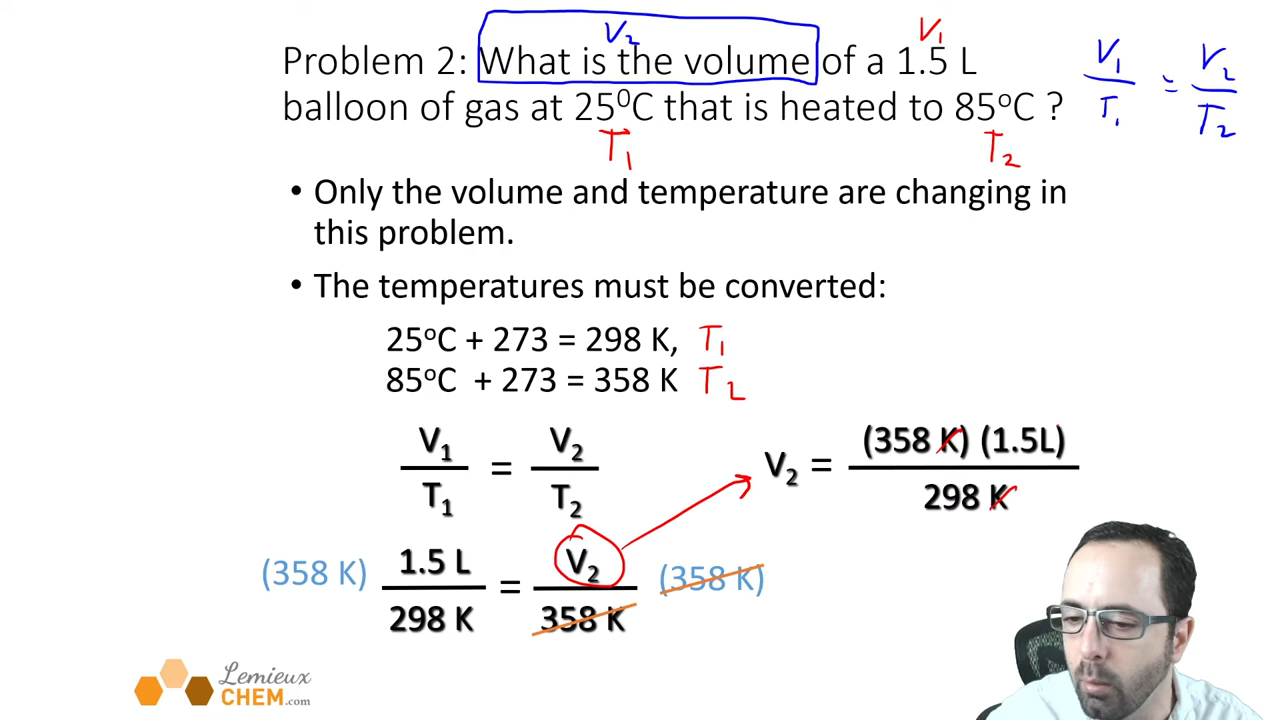 V₂ V₁
Problem 2: What is the volume of a 1.5 L
balloon of gas at 25⁰C that is heated to 85ᵒC ?
V₁/T₁ = V₂/T₂
T₁ T₂
• Only the volume and temperature are changing in
this problem.
• The temperatures must be converted:
25ᵒC + 273 = 298 K, T₁
85ᵒC + 273 = 358 K T₂
V₁/T₁ = V₂/T₂
V₂ = (358 K) (1.5L)/298 K
(358 K) 1.5 L/298 K = V₂/358 K (358 K)
Lemieux
CHEM.com